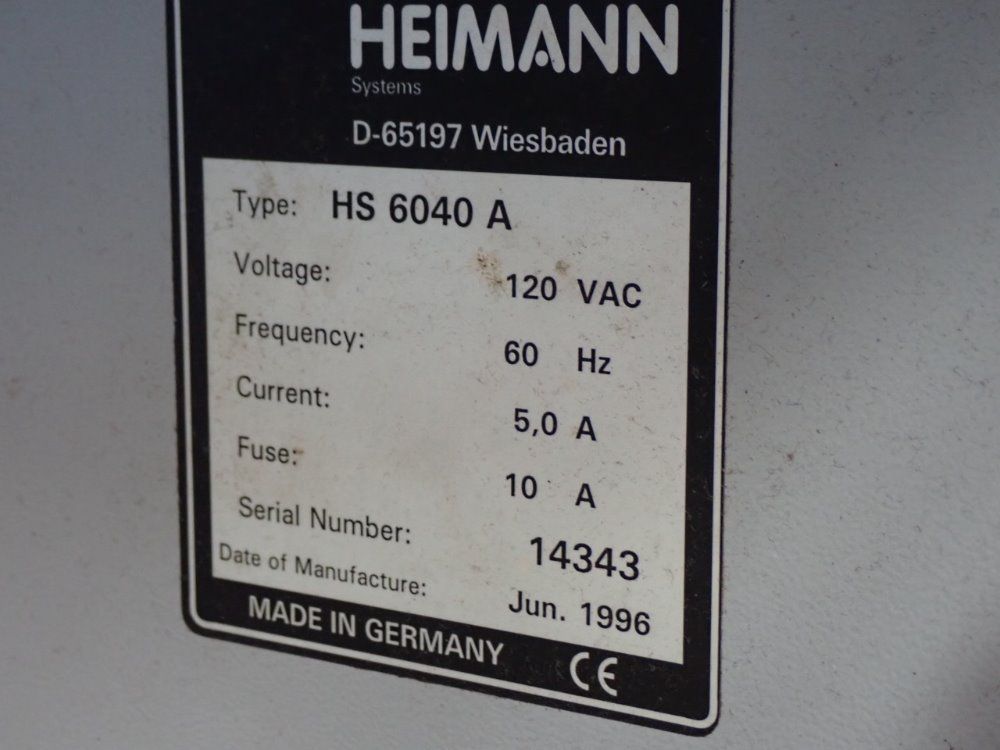 HEIMANN
Systems
D-65197 Wiesbaden
Type: HS 6040 A
Voltage: 120 VAC
Frequency: 60 Hz
Current: 5,0 A
Fuse: 10 A
Serial Number: 14343
Date of Manufacture: Jun. 1996
MADE IN GERMANY CE